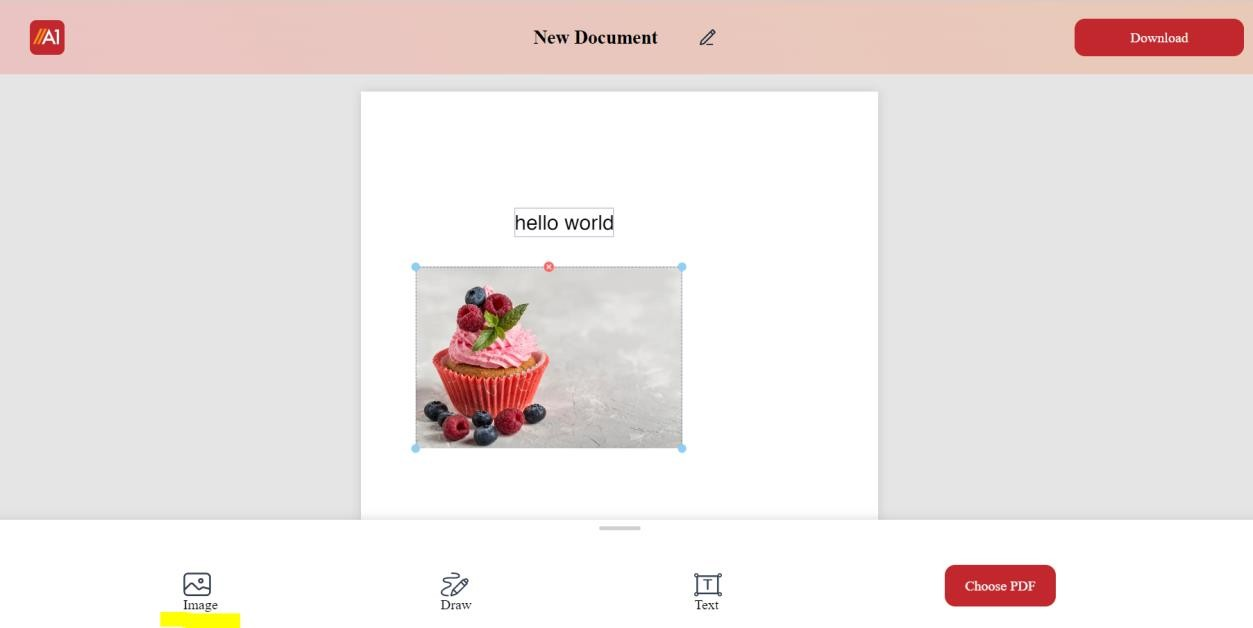 //A1
New Document
Download
hello world
Image
Draw
Text
Choose PDF